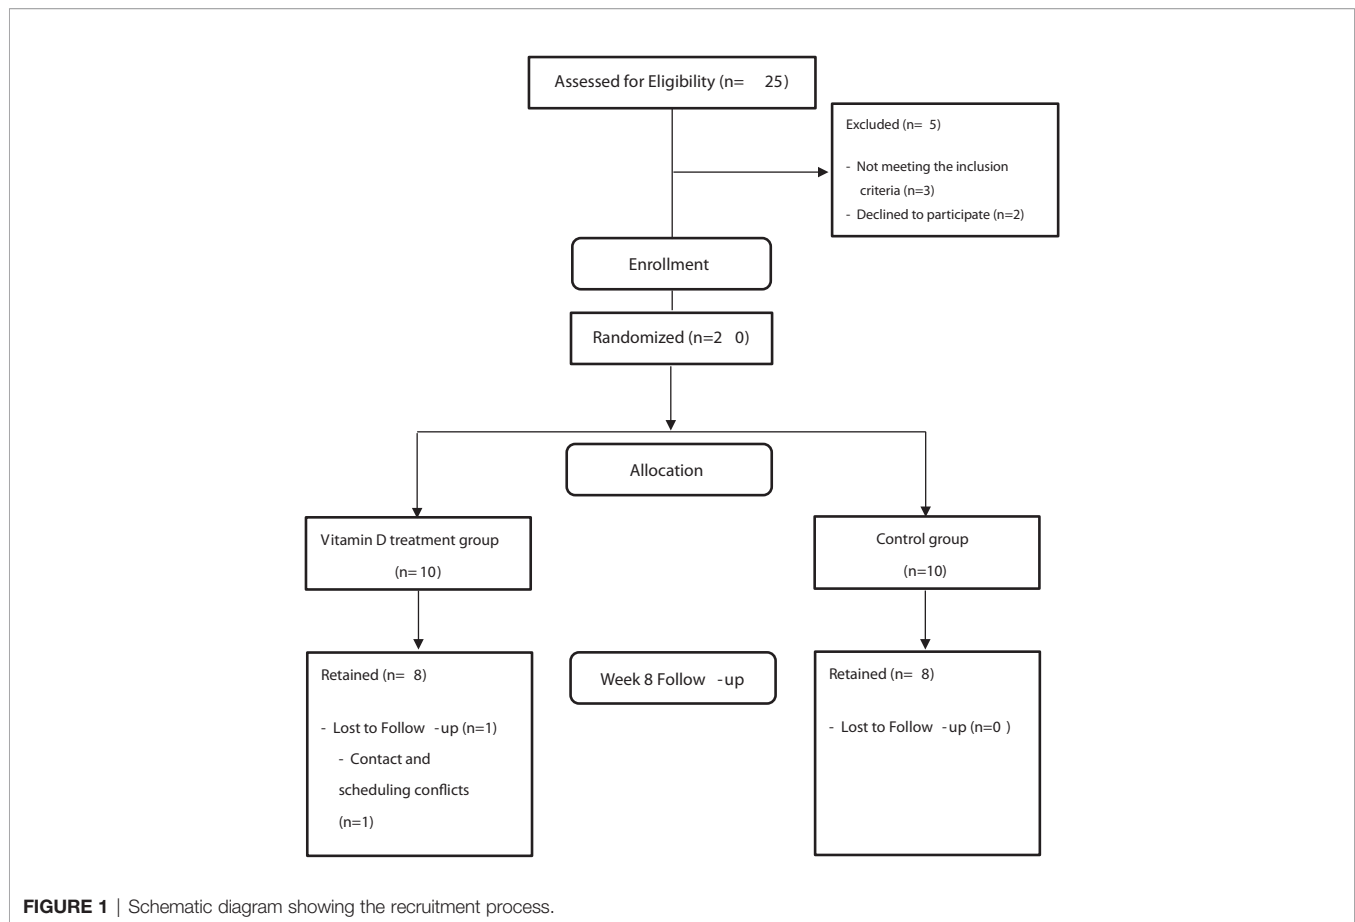 Assessed for Eligibility (n= 25)
Excluded (n= 5)
- Not meeting the inclusion
criteria (n=3)
- Declined to participate (n=2)
Enrollment
Randomized (n=2 0)
Allocation
Vitamin D treatment group
(n= 10)
Control group
(n=10)
Retained (n= 8)
- Lost to Follow -up (n=1)
- Contact and
scheduling conflicts
(n=1)
Week 8 Follow -up
Retained (n= 8)
- Lost to Follow -up (n=0 )
FIGURE 1 | Schematic diagram showing the recruitment process.